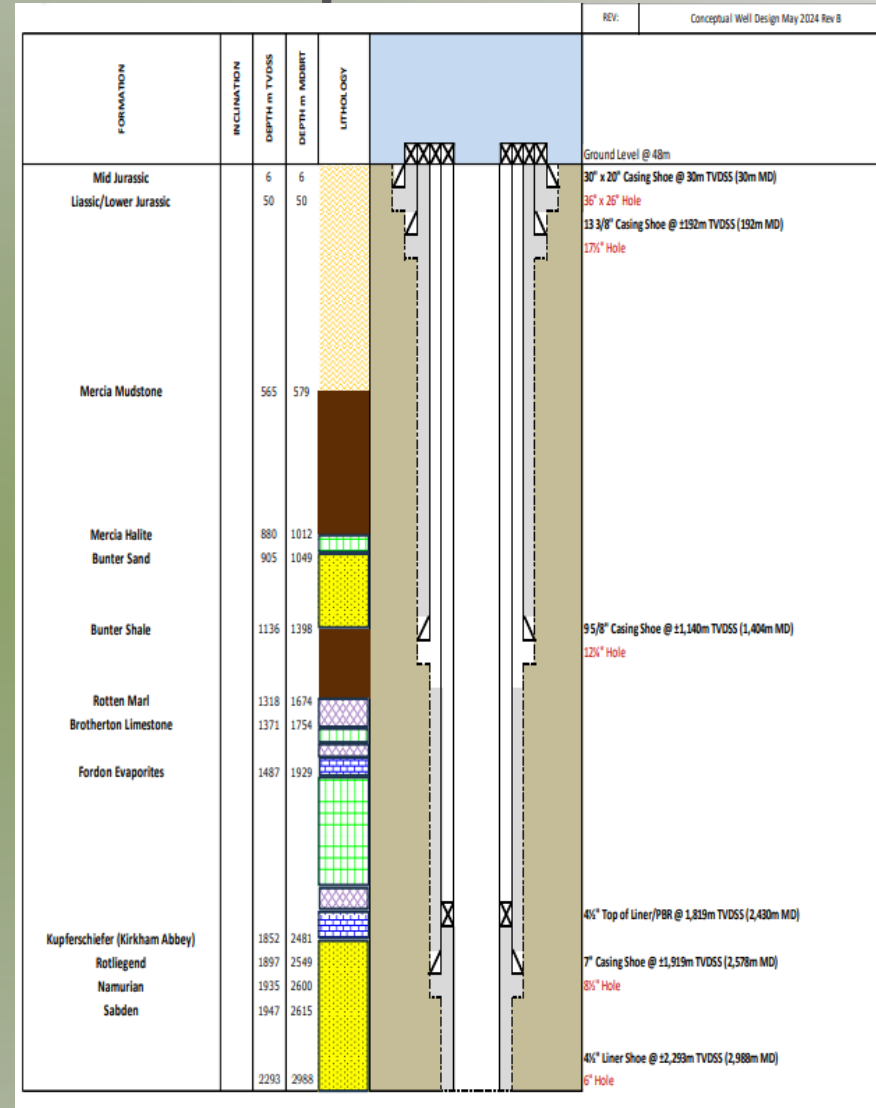 REV: Conceptual Well Design May 2024 Rev B
FORMATION INCLINATION DEPTH m TVDSS DEPTH m MDBRT LITHOLOGY
Ground Level @ 48m
Mid Jurassic 6 6 30" x 20" Casing Shoe @ 30m TVDSS (30m MD)
Liassic/Lower Jurassic 50 50 36" x 26" Hole
13 3/8" Casing Shoe @ ±192m TVDSS (192m MD)
17½" Hole
Mercia Mudstone 565 579
Mercia Halite 880 1012
Bunter Sand 905 1049
Bunter Shale 1136 1398 9 5/8" Casing Shoe @ ±1,140m TVDSS (1,404m MD)
12¼" Hole
Rotten Marl 1318 1674
Brotherton Limestone 1371 1754
Fordon Evaporites 1487 1929
4½" Top of Liner/PBR @ 1,819m TVDSS (2,430m MD)
Kupferschiefer (Kirkham Abbey) 1852 2481
Rotliegend 1897 2549 7" Casing Shoe @ ±1,919m TVDSS (2,578m MD)
Namurian 1935 2600 8½" Hole
Sabden 1947 2615
4½" Liner Shoe @ ±2,293m TVDSS (2,988m MD)
2293 2988 6" Hole